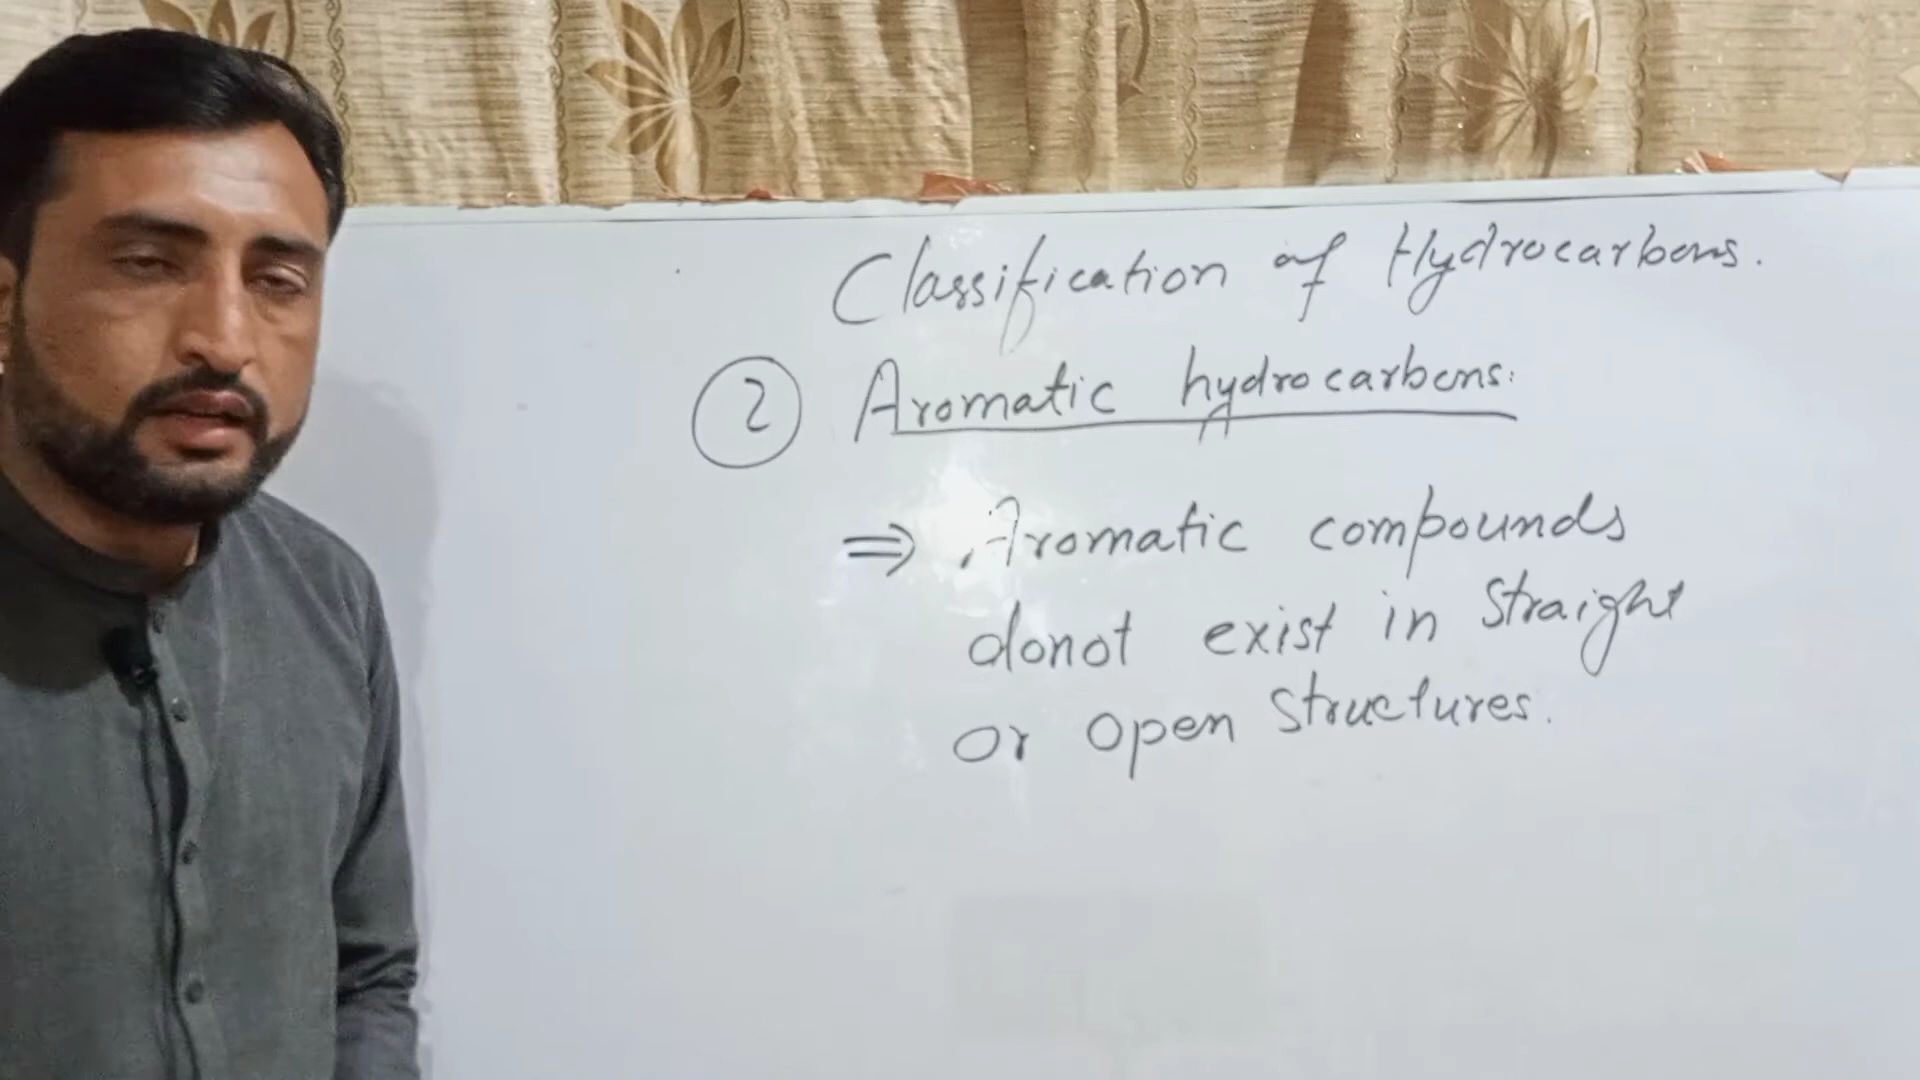 Classification of Hydrocarbons.
2 Aromatic hydrocarbons:
⇒ Aromatic compounds
donot exist in straight
or open structures.